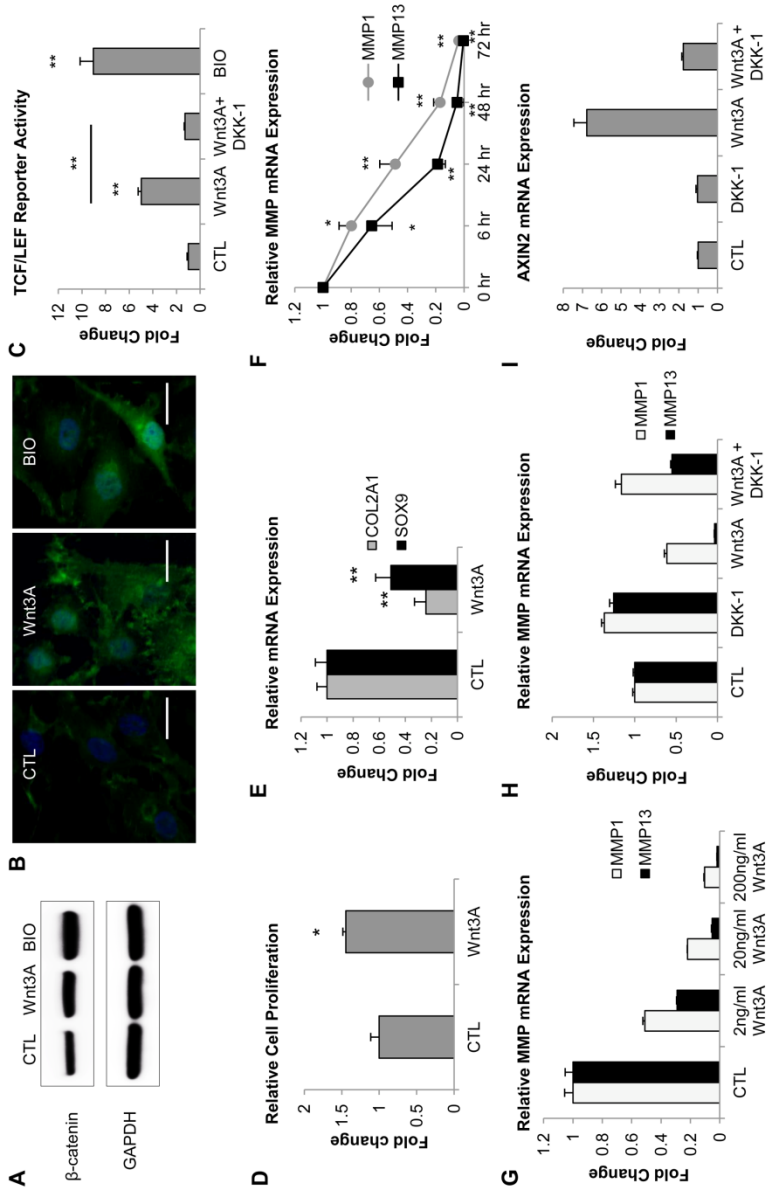 A
CTL Wnt3A BIO
β-catenin
GAPDH
B
CTL
Wnt3A
BIO
C
TCF/LEF Reporter Activity
Fold Change
12
10
8
6
4
2
0
**
**
**
CTL
Wnt3A
Wnt3A+
DKK-1
BIO
D
Relative Cell Proliferation
Fold change
2
1.5
1
0.5
0
*
CTL
Wnt3A
E
Relative mRNA Expression
Fold Change
1.2
1
0.8
0.6
0.4
0.2
0
**
**
COL2A1
SOX9
CTL
Wnt3A
F
Relative MMP mRNA Expression
Fold Change
1.2
1
0.8
0.6
0.4
0.2
0
*
*
**
**
**
**
**
**
MMP1
MMP13
0 hr
6 hr
24 hr
48 hr
72 hr
G
Relative MMP mRNA Expression
Fold Change
1.2
1
0.8
0.6
0.4
0.2
0
MMP1
MMP13
CTL
2ng/ml
Wnt3A
20ng/ml
Wnt3A
200ng/ml
Wnt3A
H
Relative MMP mRNA Expression
Fold Change
2
1.5
1
0.5
0
MMP1
MMP13
CTL
DKK-1
Wnt3A
Wnt3A +
DKK-1
I
AXIN2 mRNA Expression
Fold Change
8
7
6
5
4
3
2
1
0
CTL
DKK-1
Wnt3A
Wnt3A +
DKK-1